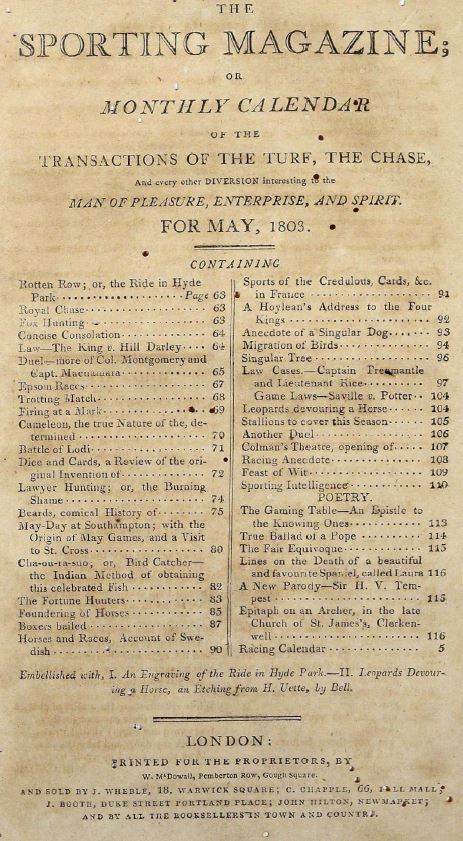 THE
SPORTING MAGAZINE;
OR
MONTHLY CALENDAR
OF THE
TRANSACTIONS OF THE TURF, THE CHASE,
And every other DIVERSION interesting to the
MAN OF PLEASURE, ENTERPRISE, AND SPIRIT.
FOR MAY, 1803.
CONTAINING
Rotten Row; or, the Ride in Hyde
Park Page 63
Royal Chase 63
Fox Hunting 63
Concise Consolation 64
Law—The King v. Hill Darley 64
Duel—more of Col. Montgomery and
Capt. Macnamara 65
Epsom Races 67
Trotting Match 68
Firing at a Mark 69
Cameleon, the true Nature of the, de-
termined 70
Battle of Lodi 71
Dice and Cards, a Review of the ori-
ginal Invention of 72
Lawyer Hunting; or, the Burning
Shame 74
Beards, comical History of 75
May-Day at Southampton; with the
Origin of May Games, and a Visit
to St. Cross 80
Cha-ou-ra-suo; or, Bird Catcher—
the Indian Method of obtaining
this celebrated Fish 82
The Fortune Hunters 83
Foundering of Horses 85
Boxers bailed 87
Horses and Races, Account of Swe-
dish 90
Sports of the Credulous, Cards, &c.
in France 91
A Hoylean's Address to the Four
Kings 92
Anecdote of a Singular Dog 93
Migration of Birds 94
Singular Tree 96
Law Cases.—Captain Freemantle
and Lieutenant Rice 97
Game Laws—Saville v. Potter 104
Leopards devouring a Horse 104
Stallions to cover this Season 105
Another Duel 106
Colman's Theatre, opening of 107
Racing Anecdote 108
Feast of Wit 109
Sporting Intelligence 110
POETRY.
The Gaming Table—An Epistle to
the Knowing Ones 113
True Ballad of a Pope 114
The Fair Equivoque 115
Lines on the Death of a beautiful
and favourite Spaniel, called Laura 116
A New Parody—Sir H. V. Tem-
pest 115
Epitaph on an Archer, in the late
Church of St. James's, Clerken-
well 116
Racing Calendar 5
Embellished with, I. An Engraving of the Ride in Hyde Park.—II. Leopards Devour-
ing a Horse, an Etching from H. Uette, by Bell.
LONDON:
PRINTED FOR THE PROPRIETORS, BY
W. McDowall, Pemberton Row, Gough Square.
AND SOLD BY J. WHEBLE, 18, WARWICK SQUARE; C. CHAPPLE, 66, PALL MALL;
J. BOOTH, DUKE STREET PORTLAND PLACE; JOHN HILTON, NEWMARKET;
AND BY ALL THE BOOKSELLERS IN TOWN AND COUNTRY.